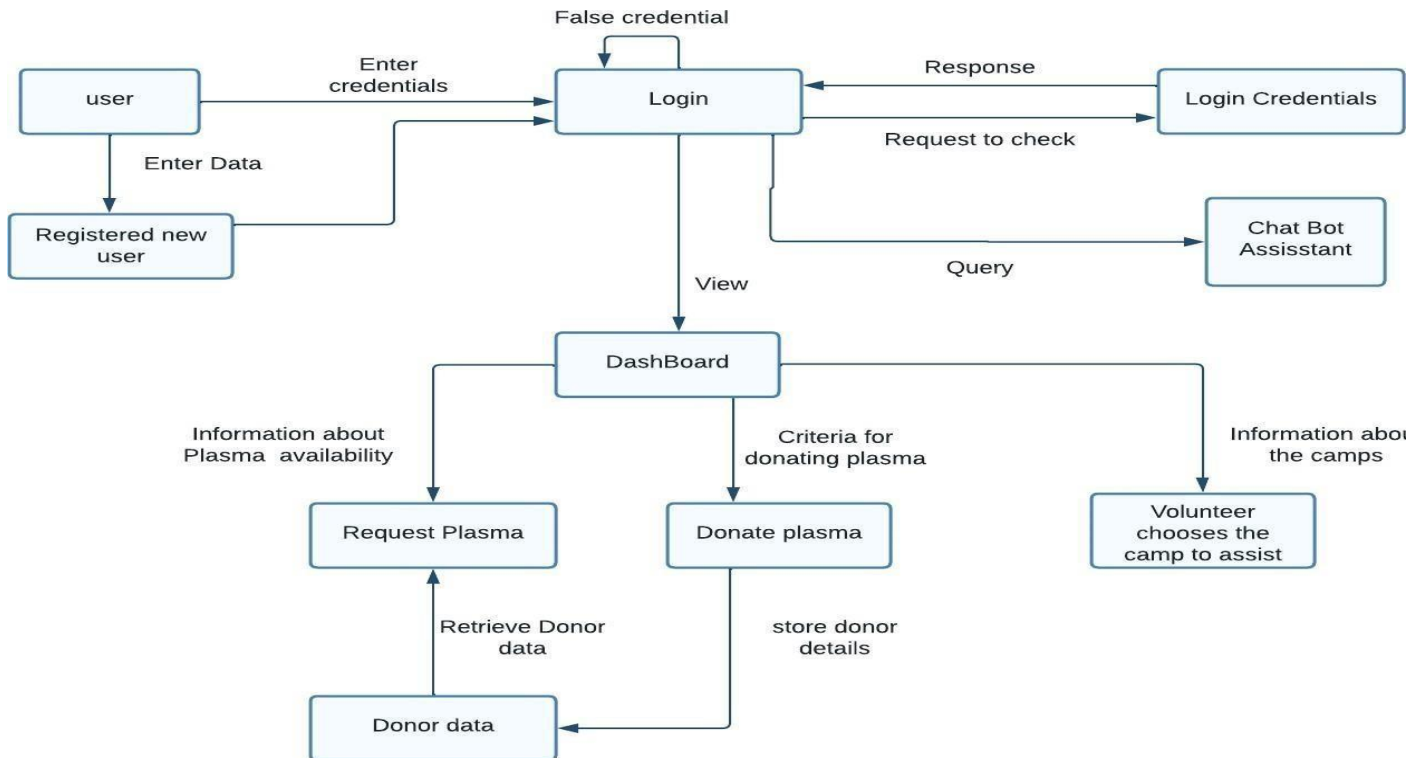 False credential
Enter
credentials
Response
user
Login
Login Credentials
Request to check
Enter Data
Registered new
user
Chat Bot
Assisstant
Query
View
DashBoard
Information about
Plasma availability
Criteria for
donating plasma
Information abou
the camps
Request Plasma
Donate plasma
Volunteer
chooses the
camp to assist
Retrieve Donor
data
store donor
details
Donor data